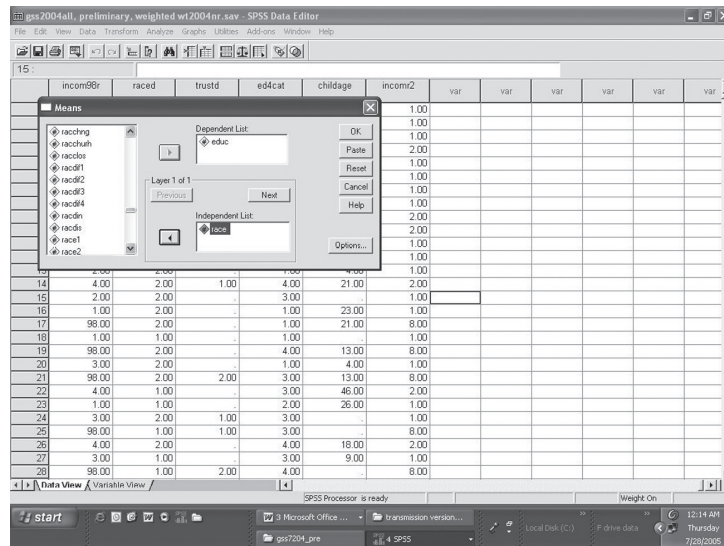 gss2004all, preliminary, weighted wt2004nr.sav - SPSS Data Editor
File Edit View Data Transform Analyze Graphs Utilities Add-ons Window Help
15 :
incom98r raced trustd ed4cat childage incomr2 var var var var var var
Means
racchng
racchurh
racclos
racdif1
racdif2
racdif3
racdif4
racdin
racdis
race1
race2
Dependent List:
educ
Layer 1 of 1
Previous Next
Independent List:
race
OK
Paste
Reset
Cancel
Help
Options...
1.00
1.00
1.00
2.00
1.00
1.00
1.00
1.00
2.00
2.00
1.00
1.00
13 2.00 2.00 . 1.00 4.00 1.00
14 4.00 2.00 1.00 4.00 21.00 2.00
15 2.00 2.00 . 3.00 . 1.00
16 1.00 2.00 . 1.00 23.00 1.00
17 98.00 2.00 . 1.00 21.00 8.00
18 1.00 1.00 . 1.00 . 1.00
19 98.00 2.00 . 4.00 13.00 8.00
20 3.00 2.00 . 1.00 4.00 1.00
21 98.00 2.00 2.00 3.00 13.00 8.00
22 4.00 1.00 . 3.00 46.00 2.00
23 1.00 1.00 . 2.00 26.00 1.00
24 3.00 2.00 1.00 3.00 . 1.00
25 98.00 1.00 1.00 3.00 . 8.00
26 4.00 2.00 . 4.00 18.00 2.00
27 3.00 1.00 . 3.00 9.00 1.00
28 98.00 1.00 2.00 4.00 . 8.00
Data View Variable View
SPSS Processor is ready Weight On
start 3 Microsoft Office ... transmission version... Local Disk (C:) F drive data 12:14 AM
Thursday
gss7204_pre 4 SPSS 7/28/2005